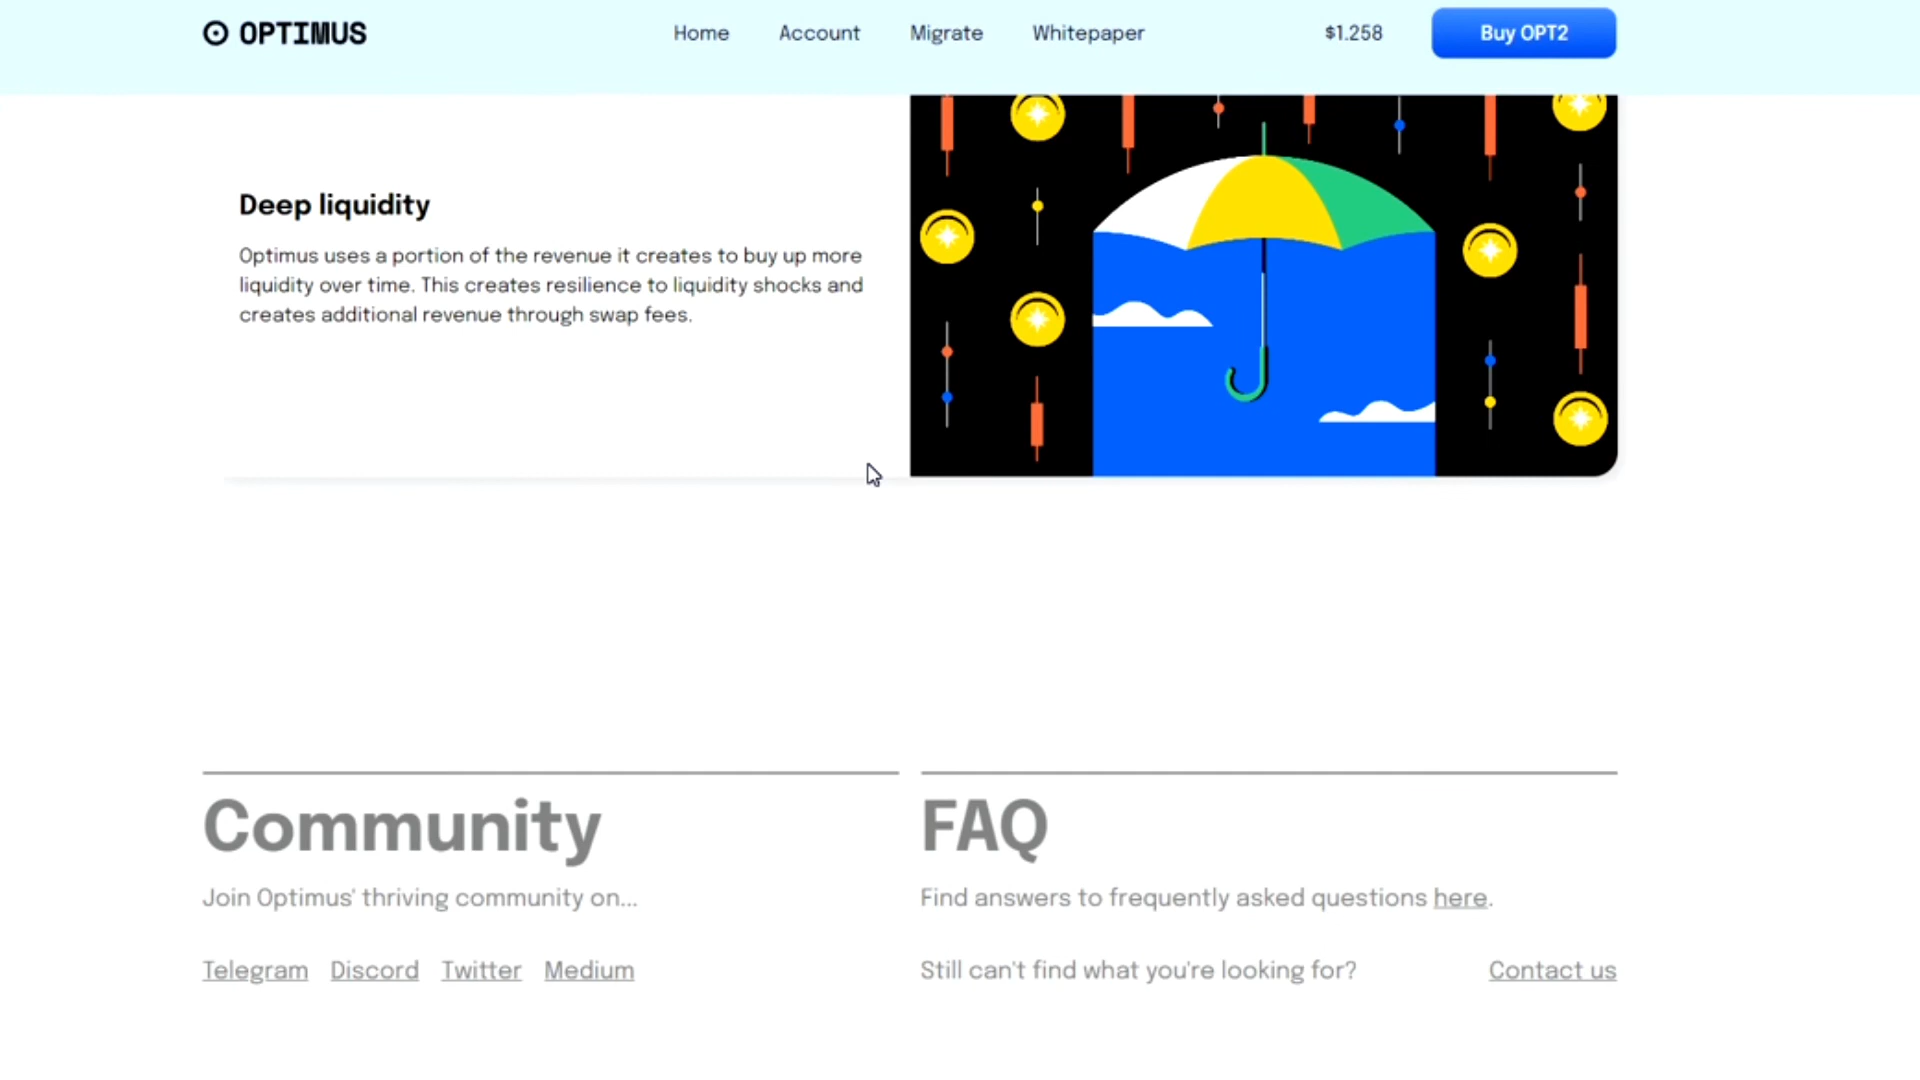 OPTIMUS
Home Account Migrate Whitepaper $1.258 Buy OPT2
Deep liquidity
Optimus uses a portion of the revenue it creates to buy up more
liquidity over time. This creates resilience to liquidity shocks and
creates additional revenue through swap fees.
Community
Join Optimus' thriving community on...
Telegram Discord Twitter Medium
FAQ
Find answers to frequently asked questions here.
Still can't find what you're looking for? Contact us